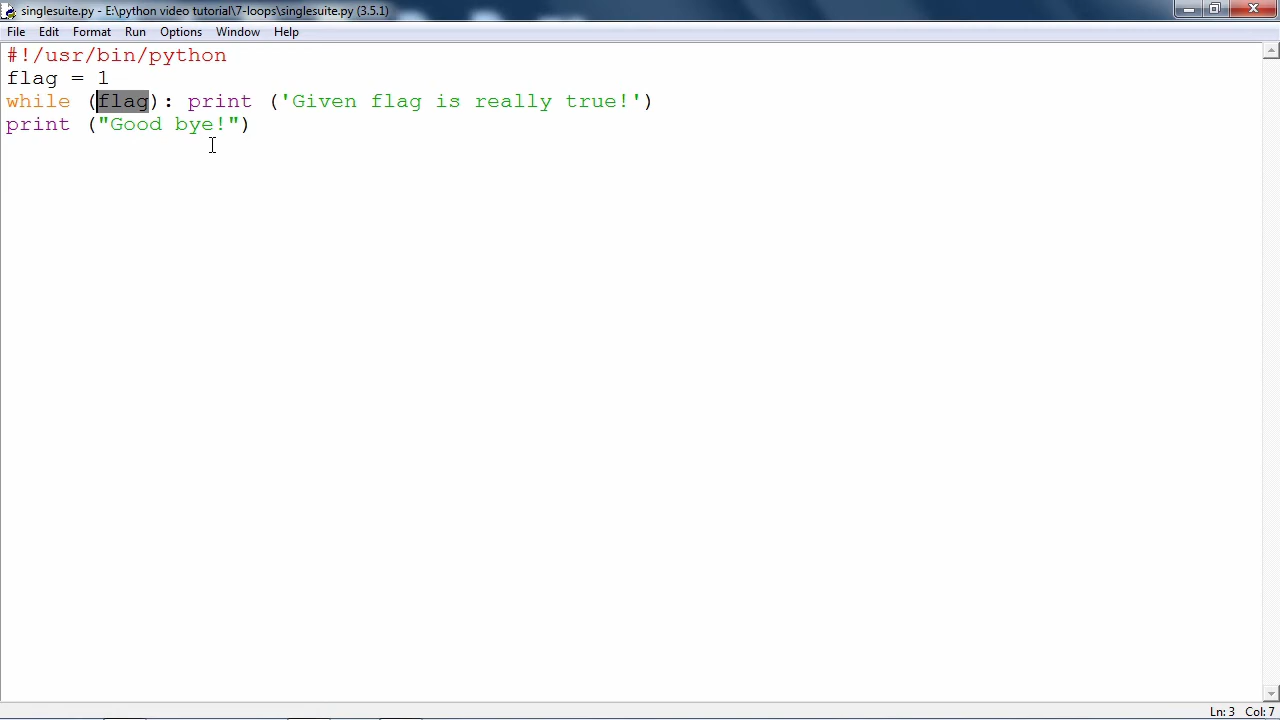 singlesuite.py - E:\python video tutorial\7-loops\singlesuite.py (3.5.1)
File Edit Format Run Options Window Help
#!/usr/bin/python
flag = 1
while (flag): print ('Given flag is really true!')
print ("Good bye!")
Ln: 3 Col: 7